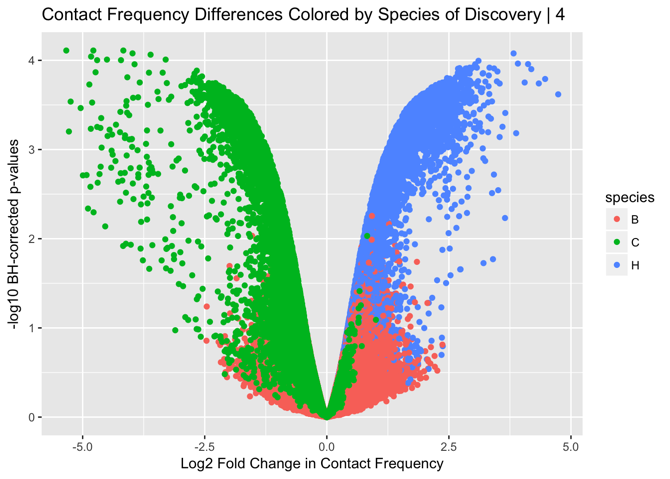 Contact Frequency Differences Colored by Species of Discovery | 4
-log10 BH-corrected p-values
4
3
2
1
0
-5.0 -2.5 0.0 2.5 5.0
Log2 Fold Change in Contact Frequency
species
B
C
H